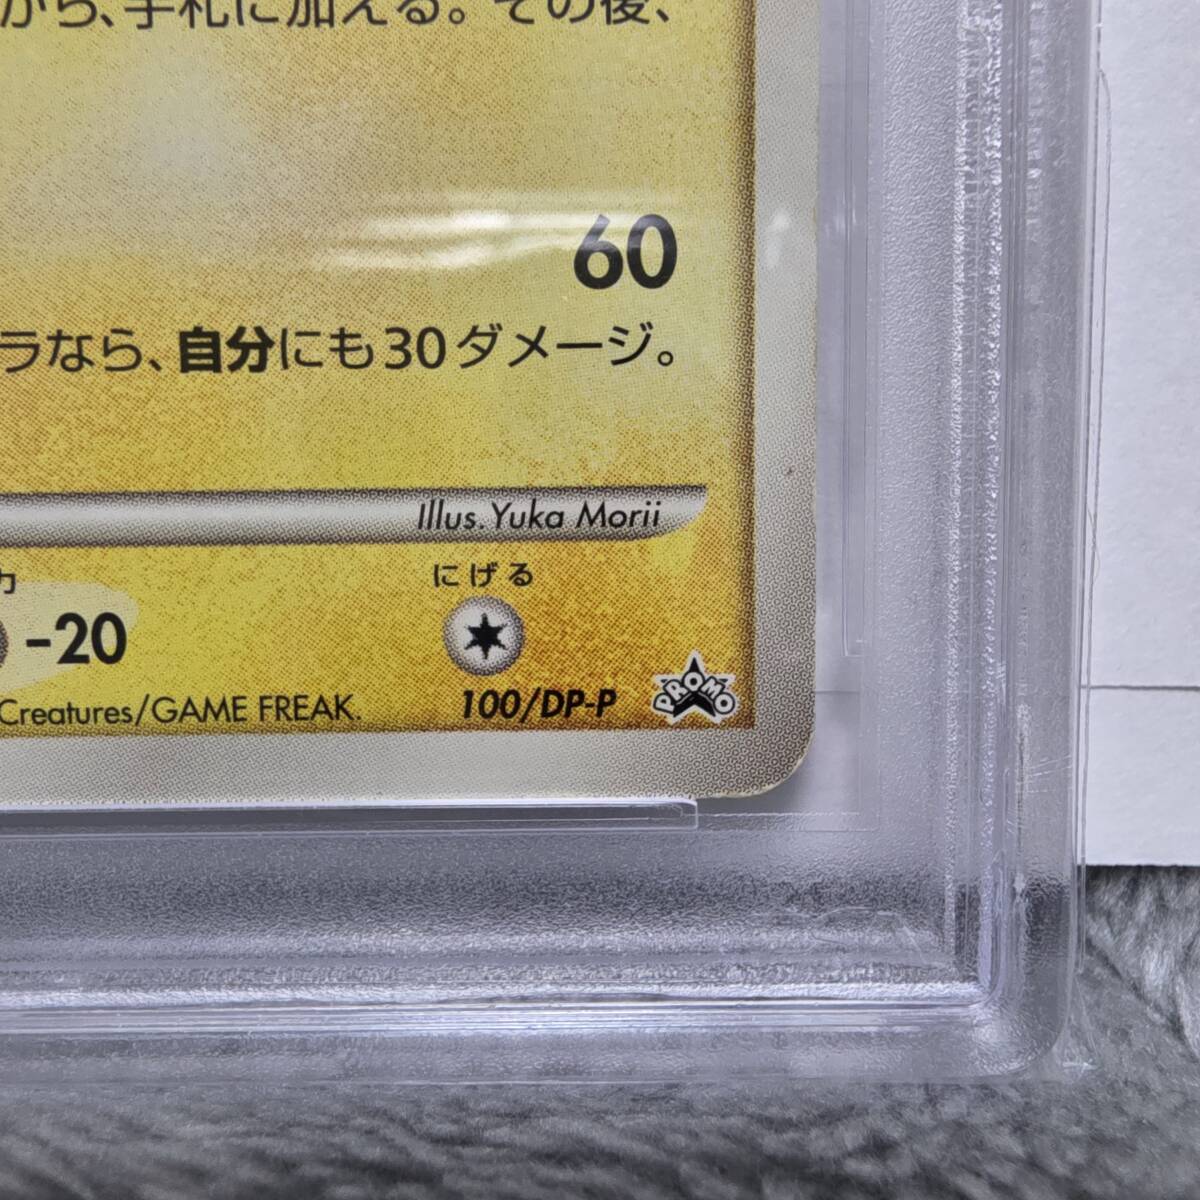 から、手札に加える。その後、
60
ラなら、自分にも30ダメージ。
Illus. Yuka Morii
力
にげる
-20
Creatures/GAME FREAK.
100/DP-P
PROMO